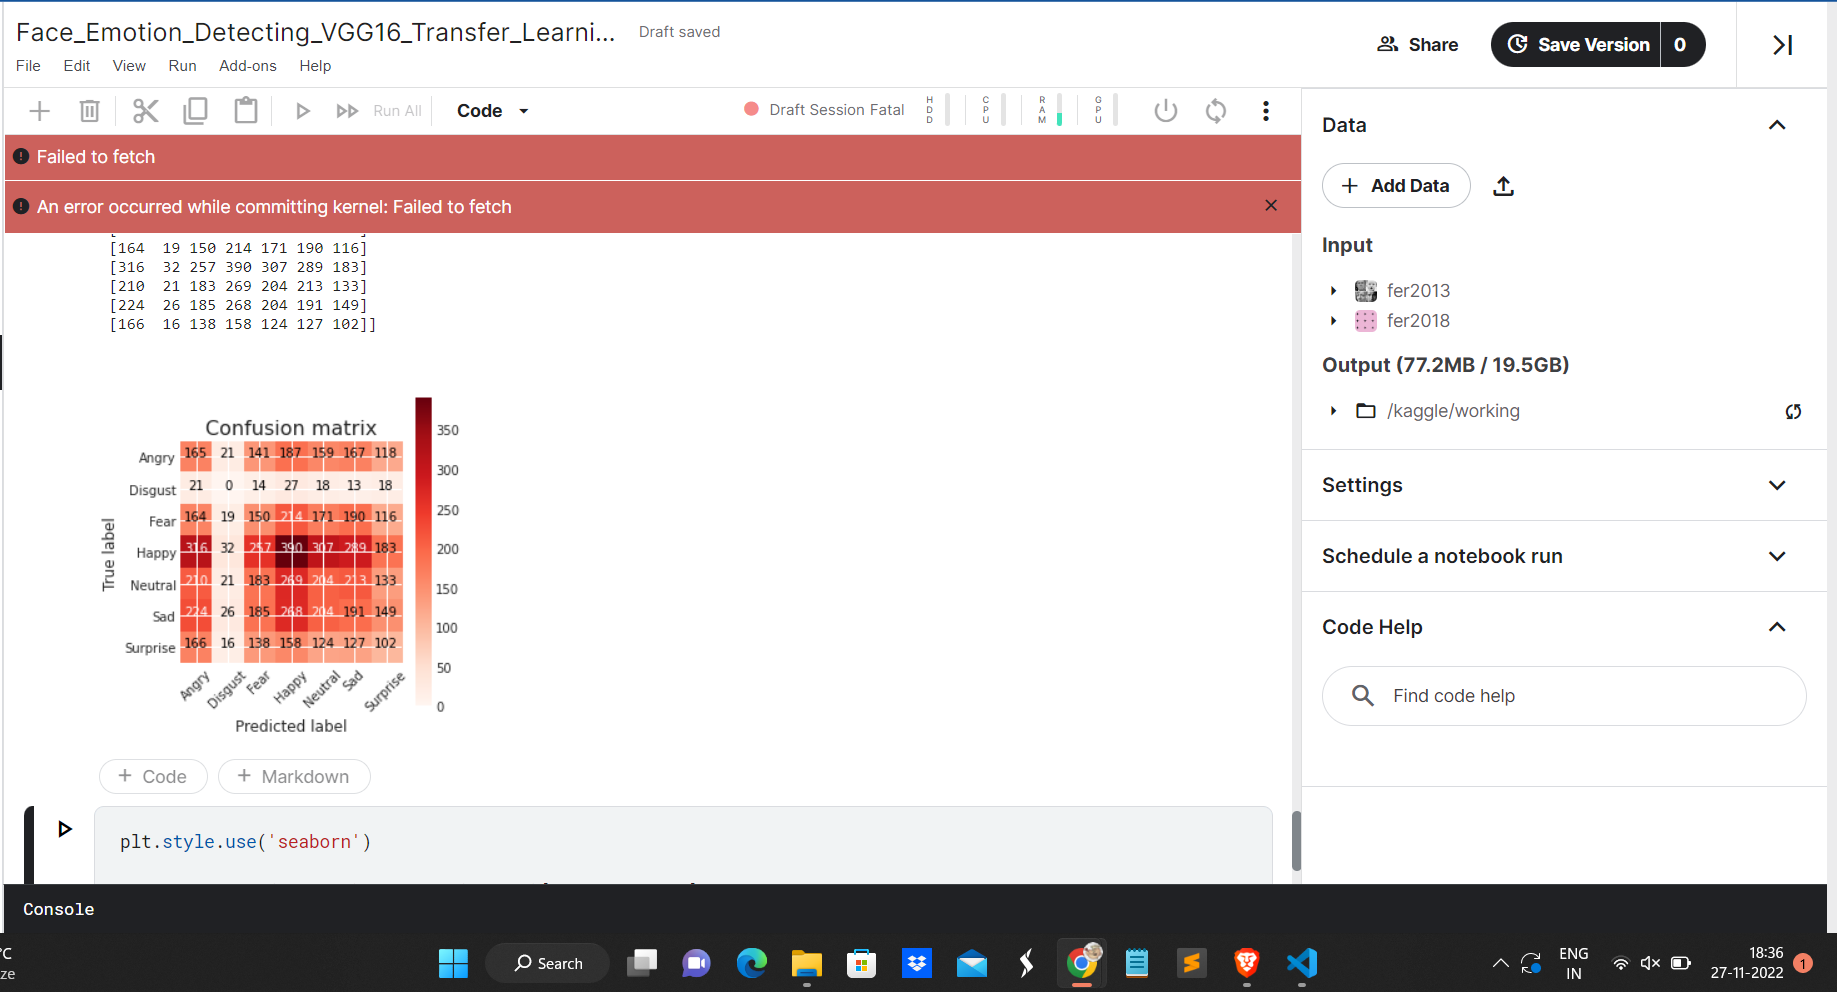 Face_Emotion_Detecting_VGG16_Transfer_Learni... Draft saved
File Edit View Run Add-ons Help
Share
Save Version 0
Run All
Code
Draft Session Fatal
HDD
CPU
RAM
GPU
Failed to fetch
An error occurred while committing kernel: Failed to fetch
[164  19 150 214 171 190 116]
[316  32 257 390 307 289 183]
[210  21 183 269 204 213 133]
[224  26 185 268 204 191 149]
[166  16 138 158 124 127 102]]
Confusion matrix
True label
Angry 165 21 141 187 159 167 118
Disgust 21 0 14 27 18 13 18
Fear 164 19 150 214 171 190 116
Happy 316 32 257 390 307 289 183
Neutral 210 21 183 269 204 213 133
Sad 224 26 185 268 204 191 149
Surprise 166 16 138 158 124 127 102
Angry Disgust Fear Happy Neutral Sad Surprise
Predicted label
350
300
250
200
150
100
50
0
+ Code + Markdown
plt.style.use('seaborn')
Console
Data
+ Add Data
Input
fer2013
fer2018
Output (77.2MB / 19.5GB)
/kaggle/working
Settings
Schedule a notebook run
Code Help
Find code help
°C
ze
Search
ENG
IN
18:36
27-11-2022
1